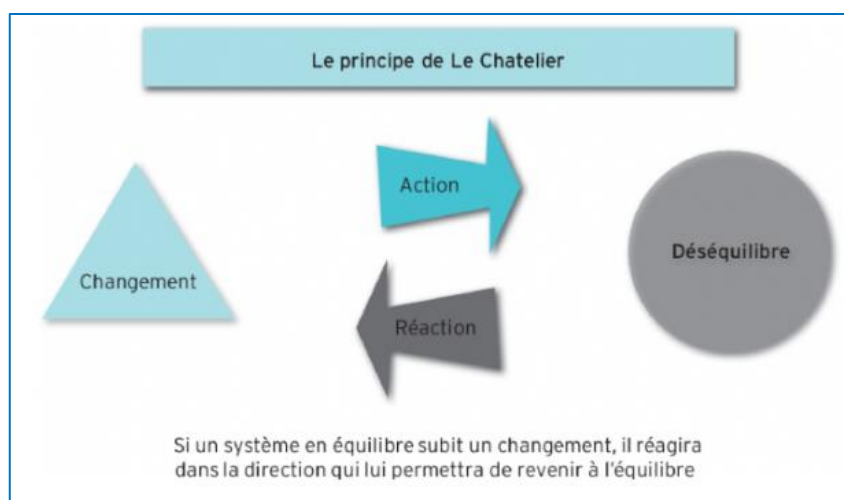 Le principe de Le Chatelier
Action
Changement
Déséquilibre
Réaction
Si un système en équilibre subit un changement, il réagira
dans la direction qui lui permettra de revenir à l'équilibre